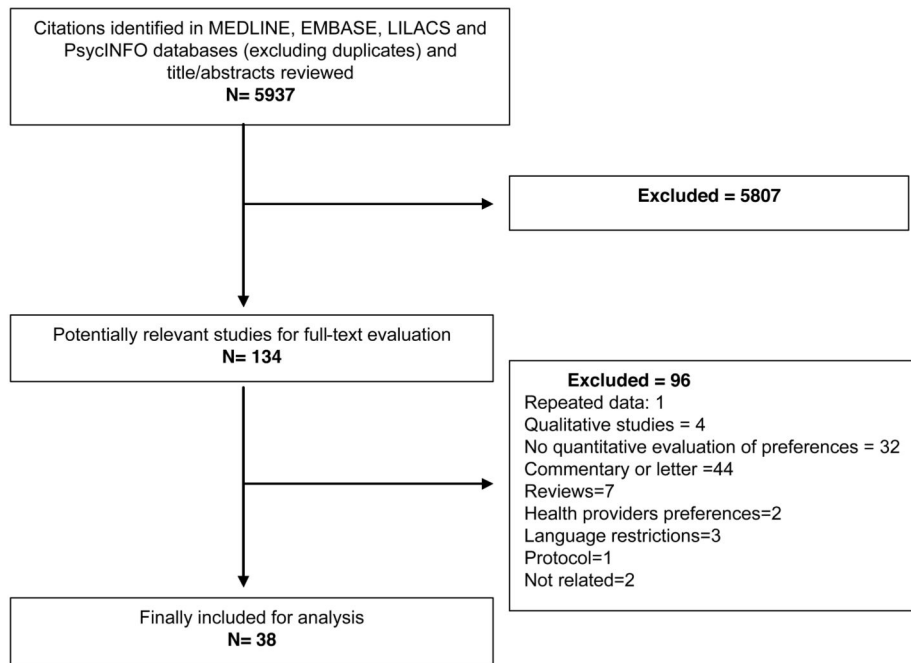 Citations identified in MEDLINE, EMBASE, LILACS and
PsycINFO databases (excluding duplicates) and
title/abstracts reviewed
N= 5937
Excluded = 5807
Potentially relevant studies for full-text evaluation
N= 134
Excluded = 96
Repeated data: 1
Qualitative studies = 4
No quantitative evaluation of preferences = 32
Commentary or letter =44
Reviews=7
Health providers preferences=2
Language restrictions=3
Protocol=1
Not related=2
Finally included for analysis
N= 38